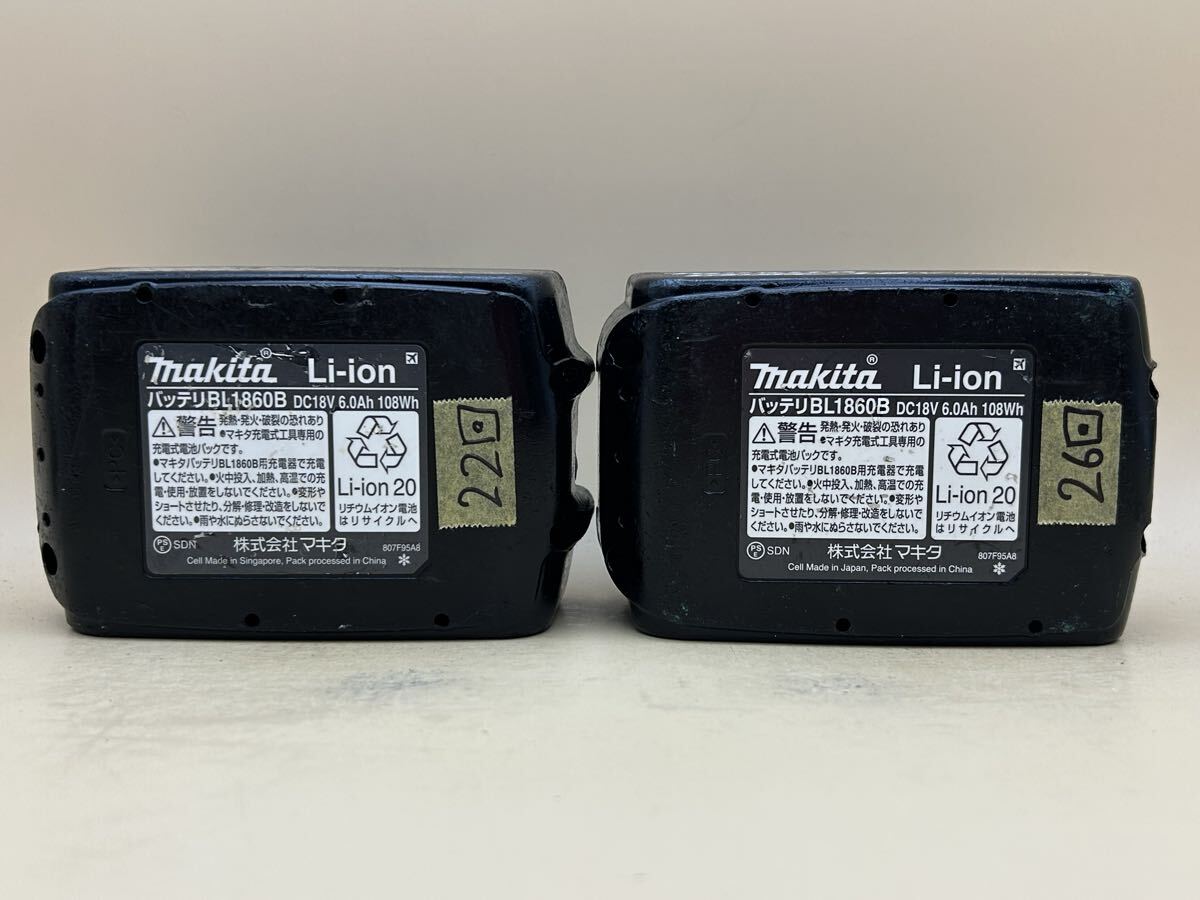 makita® Li-ion
バッテリBL1860B DC18V 6.0Ah 108Wh
警告 発熱・発火・破裂の恐れあり
●マキタ充電式工具専用の
充電式電池パックです。
●マキタバッテリBL1860B用充電器で充電
してください。●火中投入、加熱、高温での充
電・使用・放置をしないでください。●変形や
ショートさせたり、分解・修理・改造をしないで
ください。●雨や水にぬらさないでください。
Li-ion 20
リチウムイオン電池
はリサイクルへ
PSE SDN 株式会社マキタ 807F95A8
Cell Made in Singapore, Pack processed in China ✻
22回
makita® Li-ion
バッテリBL1860B DC18V 6.0Ah 108Wh
警告 発熱・発火・破裂の恐れあり
●マキタ充電式工具専用の
充電式電池パックです。
●マキタバッテリBL1860B用充電器で充電
してください。●火中投入、加熱、高温での充
電・使用・放置をしないでください。●変形や
ショートさせたり、分解・修理・改造をしないで
ください。●雨や水にぬらさないでください。
Li-ion 20
リチウムイオン電池
はリサイクルへ
PSE SDN 株式会社マキタ 807F95A8
Cell Made in Japan, Pack processed in China ✻
26回